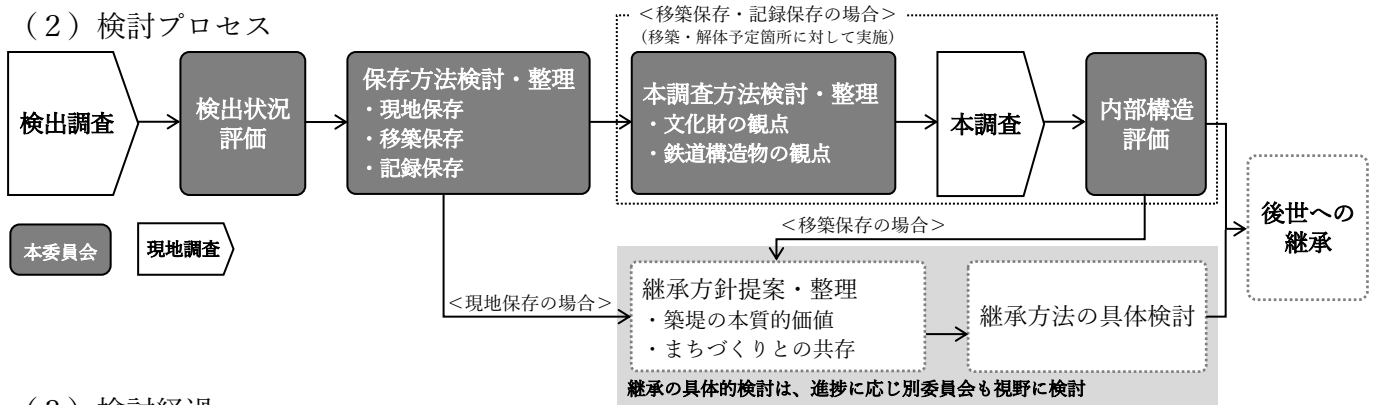 （２）検討プロセス
＜移築保存・記録保存の場合＞
（移築・解体予定箇所に対して実施）
検出調査
検出状況
評価
保存方法検討・整理
・現地保存
・移築保存
・記録保存
本調査方法検討・整理
・文化財の観点
・鉄道構造物の観点
本調査
内部構造
評価
後世への
継承
本委員会
現地調査
＜移築保存の場合＞
＜現地保存の場合＞
継承方針提案・整理
・築堤の本質的価値
・まちづくりとの共存
継承方法の具体検討
継承の具体的検討は、進捗に応じ別委員会も視野に検討
（３）検討経過